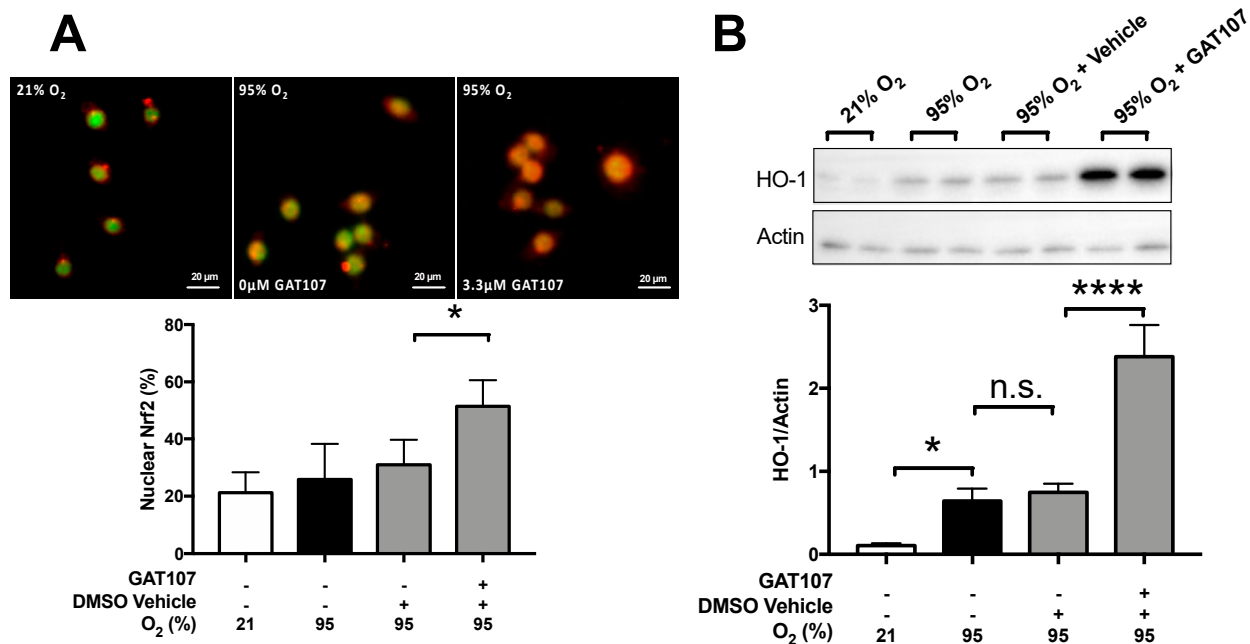 A
21% O2
95% O2
0µM GAT107
95% O2
3.3µM GAT107
20 µm
20 µm
20 µm
*
Nuclear Nrf2 (%)
80
60
40
20
0
GAT107 - - - +
DMSO Vehicle - - + +
O2 (%) 21 95 95 95
B
21% O2
95% O2
95% O2 + Vehicle
95% O2 + GAT107
HO-1
Actin
****
n.s.
*
HO-1/Actin
3
2
1
0
GAT107 - - - +
DMSO Vehicle - - + +
O2 (%) 21 95 95 95